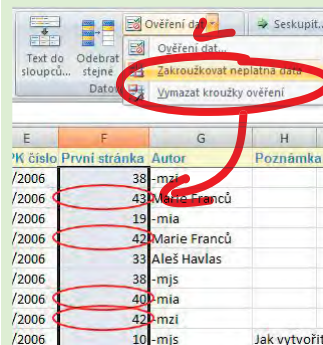 Ověření dat
Seskupit...
Text do sloupců...
Odebrat stejné
Ověření dat...
Zakroužkovat neplatná data
Vymazat kroužky ověření
Datov
E F G H
PK číslo První stránka Autor Poznámka
/2006 38 -mzi
/2006 43 Marie Franců
/2006 19 -mia
/2006 42 Marie Franců
/2006 33 Aleš Havlas
/2006 38 -mjs
/2006 40 -mia
/2006 42 -mzi
/2006 10 -mjs Jak vytvořit